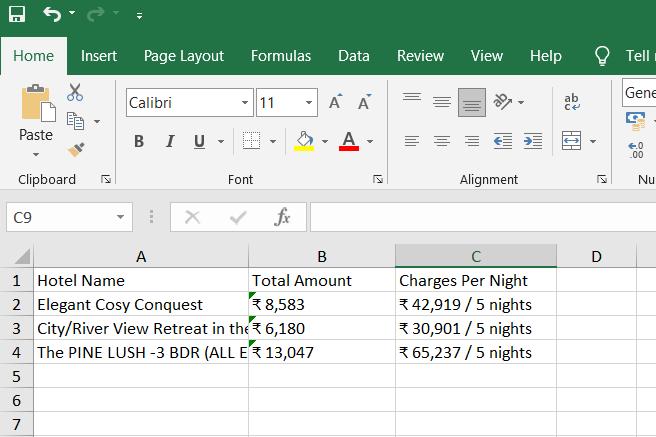 Home Insert Page Layout Formulas Data Review View Help Tell
Paste
Calibri 11 A A
B I U A
ab
Gene
Clipboard Font Alignment Nu
C9 fx
A B C D
1 Hotel Name Total Amount Charges Per Night
2 Elegant Cosy Conquest ₹ 8,583 ₹ 42,919 / 5 nights
3 City/River View Retreat in the ₹ 6,180 ₹ 30,901 / 5 nights
4 The PINE LUSH -3 BDR (ALL E ₹ 13,047 ₹ 65,237 / 5 nights
5
6
7